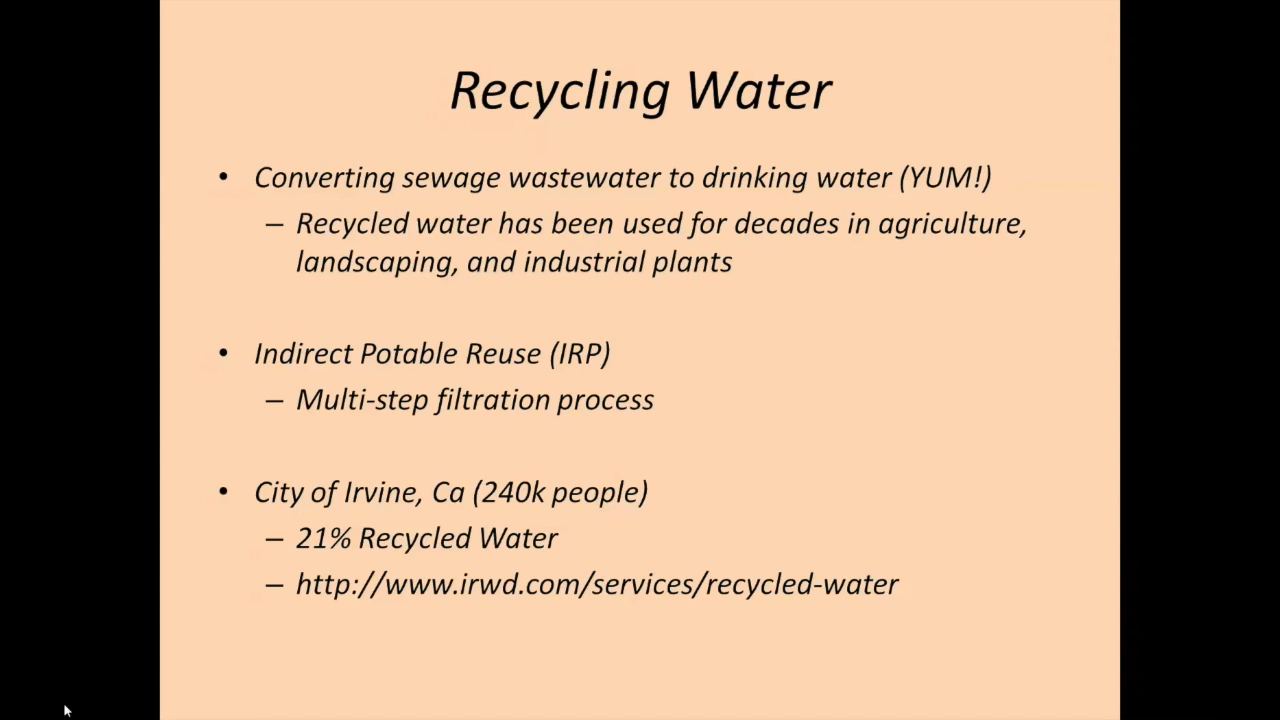 Recycling Water
• Converting sewage wastewater to drinking water (YUM!)
– Recycled water has been used for decades in agriculture,
landscaping, and industrial plants
• Indirect Potable Reuse (IRP)
– Multi-step filtration process
• City of Irvine, Ca (240k people)
– 21% Recycled Water
– http://www.irwd.com/services/recycled-water